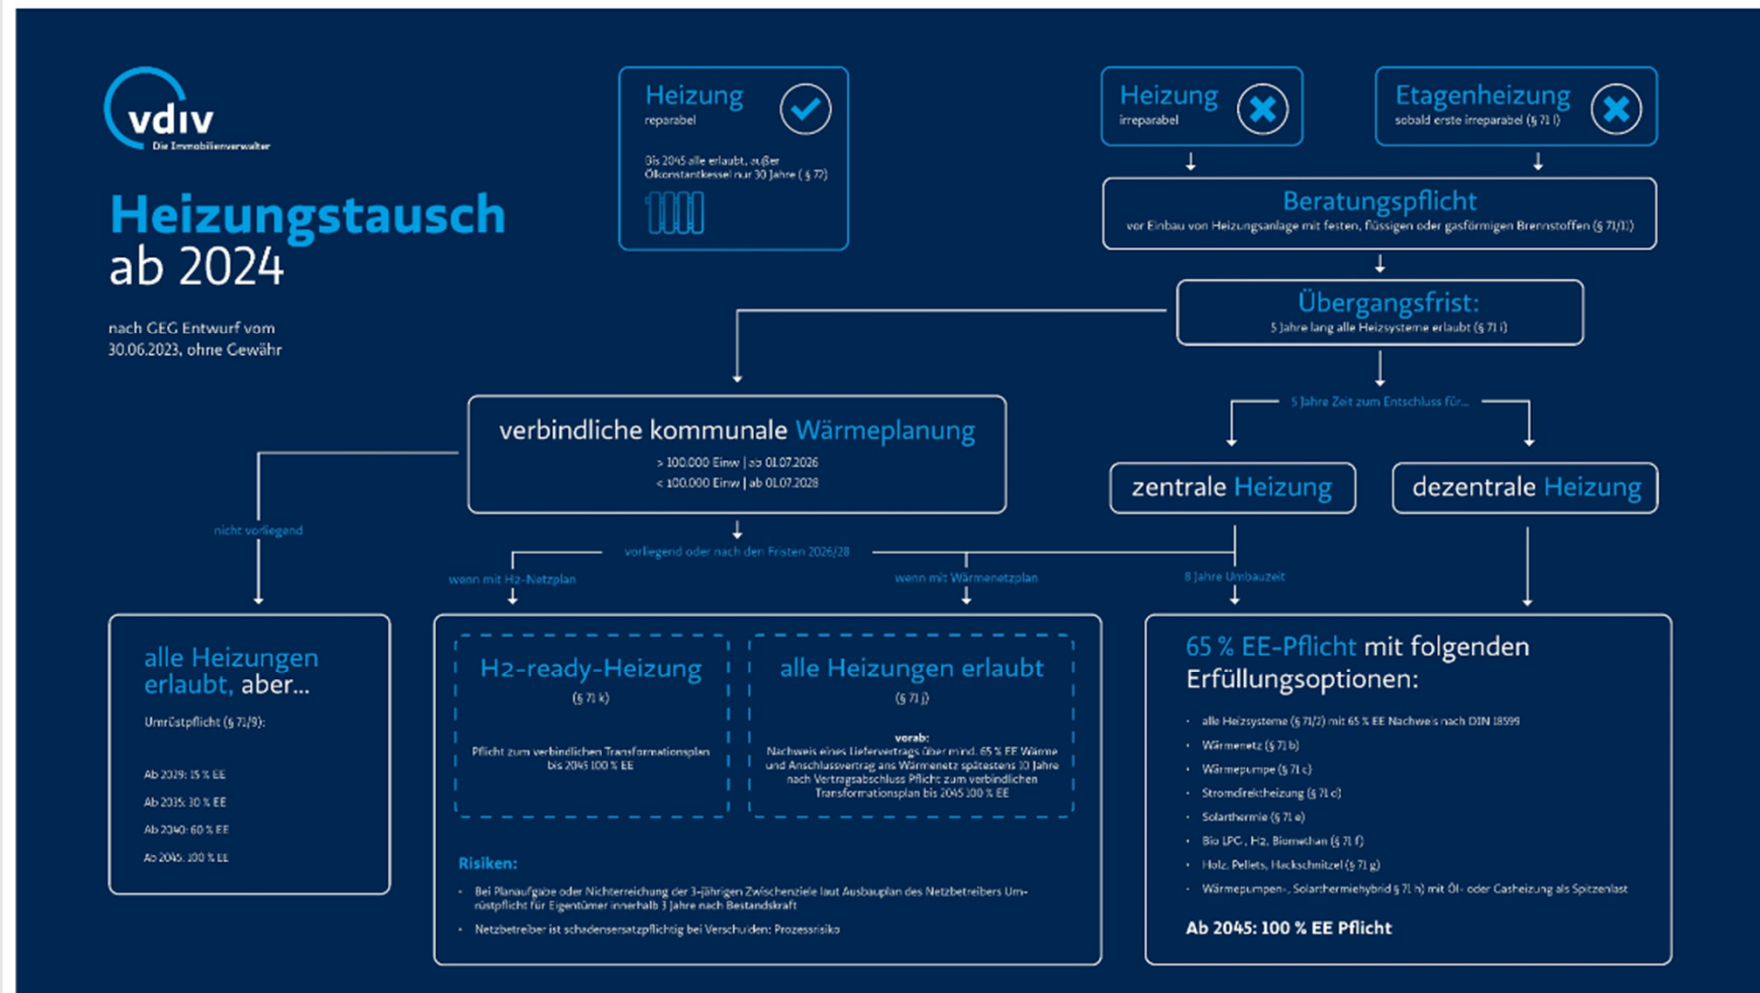 vdiv
Die Immobilienverwalter
Heizungstausch
ab 2024
nach GEG Entwurf vom
30.06.2023, ohne Gewähr
Heizung
reparabel
Bis 2045 alle erlaubt, außer
Ölkonstantkessel nur 30 Jahre ( § 72)
Heizung
irreparabel
Etagenheizung
sobald erste irreparabel (§ 71 l)
Beratungspflicht
vor Einbau von Heizungsanlage mit festen, flüssigen oder gasförmigen Brennstoffen (§ 71/11)
Übergangsfrist:
5 Jahre lang alle Heizsysteme erlaubt (§ 71 i)
5 Jahre Zeit zum Entschluss für...
verbindliche kommunale Wärmeplanung
> 100.000 Einw | ab 01.07.2026
< 100.000 Einw | ab 01.07.2028
zentrale Heizung
dezentrale Heizung
nicht vorliegend
vorliegend oder nach den Fristen 2026/28
wenn mit H2-Netzplan
wenn mit Wärmenetzplan
8 Jahre Umbauzeit
alle Heizungen
erlaubt, aber...
Umrüstpflicht (§ 71/9):
Ab 2029: 15 % EE
Ab 2035: 30 % EE
Ab 2040: 60 % EE
Ab 2045: 100 % EE
H2-ready-Heizung
(§ 71 k)
Pflicht zum verbindlichen Transformationsplan
bis 2045 100 % EE
alle Heizungen erlaubt
(§ 71 j)
vorab:
Nachweis eines Liefervertrags über mind. 65 % EE Wärme
und Anschlussvertrag ans Wärmenetz spätestens 10 Jahre
nach Vertragsabschluss Pflicht zum verbindlichen
Transformationsplan bis 2045 100 % EE
Risiken:
· Bei Planaufgabe oder Nichterreichung der 3-jährigen Zwischenziele laut Ausbauplan des Netzbetreibers Um-
rüstpflicht für Eigentümer innerhalb 3 Jahre nach Bestandskraft
· Netzbetreiber ist schadensersatzpflichtig bei Verschulden: Prozessrisiko
65 % EE-Pflicht mit folgenden
Erfüllungsoptionen:
· alle Heizsysteme (§ 71/2) mit 65 % EE Nachweis nach DIN 18599
· Wärmenetz (§ 71 b)
· Wärmepumpe (§ 71 c)
· Stromdirektheizung (§ 71 d)
· Solarthermie (§ 71 e)
· Bio LPG, H2, Biomethan (§ 71 f)
· Holz, Pellets, Hackschnitzel (§ 71 g)
· Wärmepumpen-, Solarthermiehybrid § 71 h) mit Öl- oder Gasheizung als Spitzenlast
Ab 2045: 100 % EE Pflicht